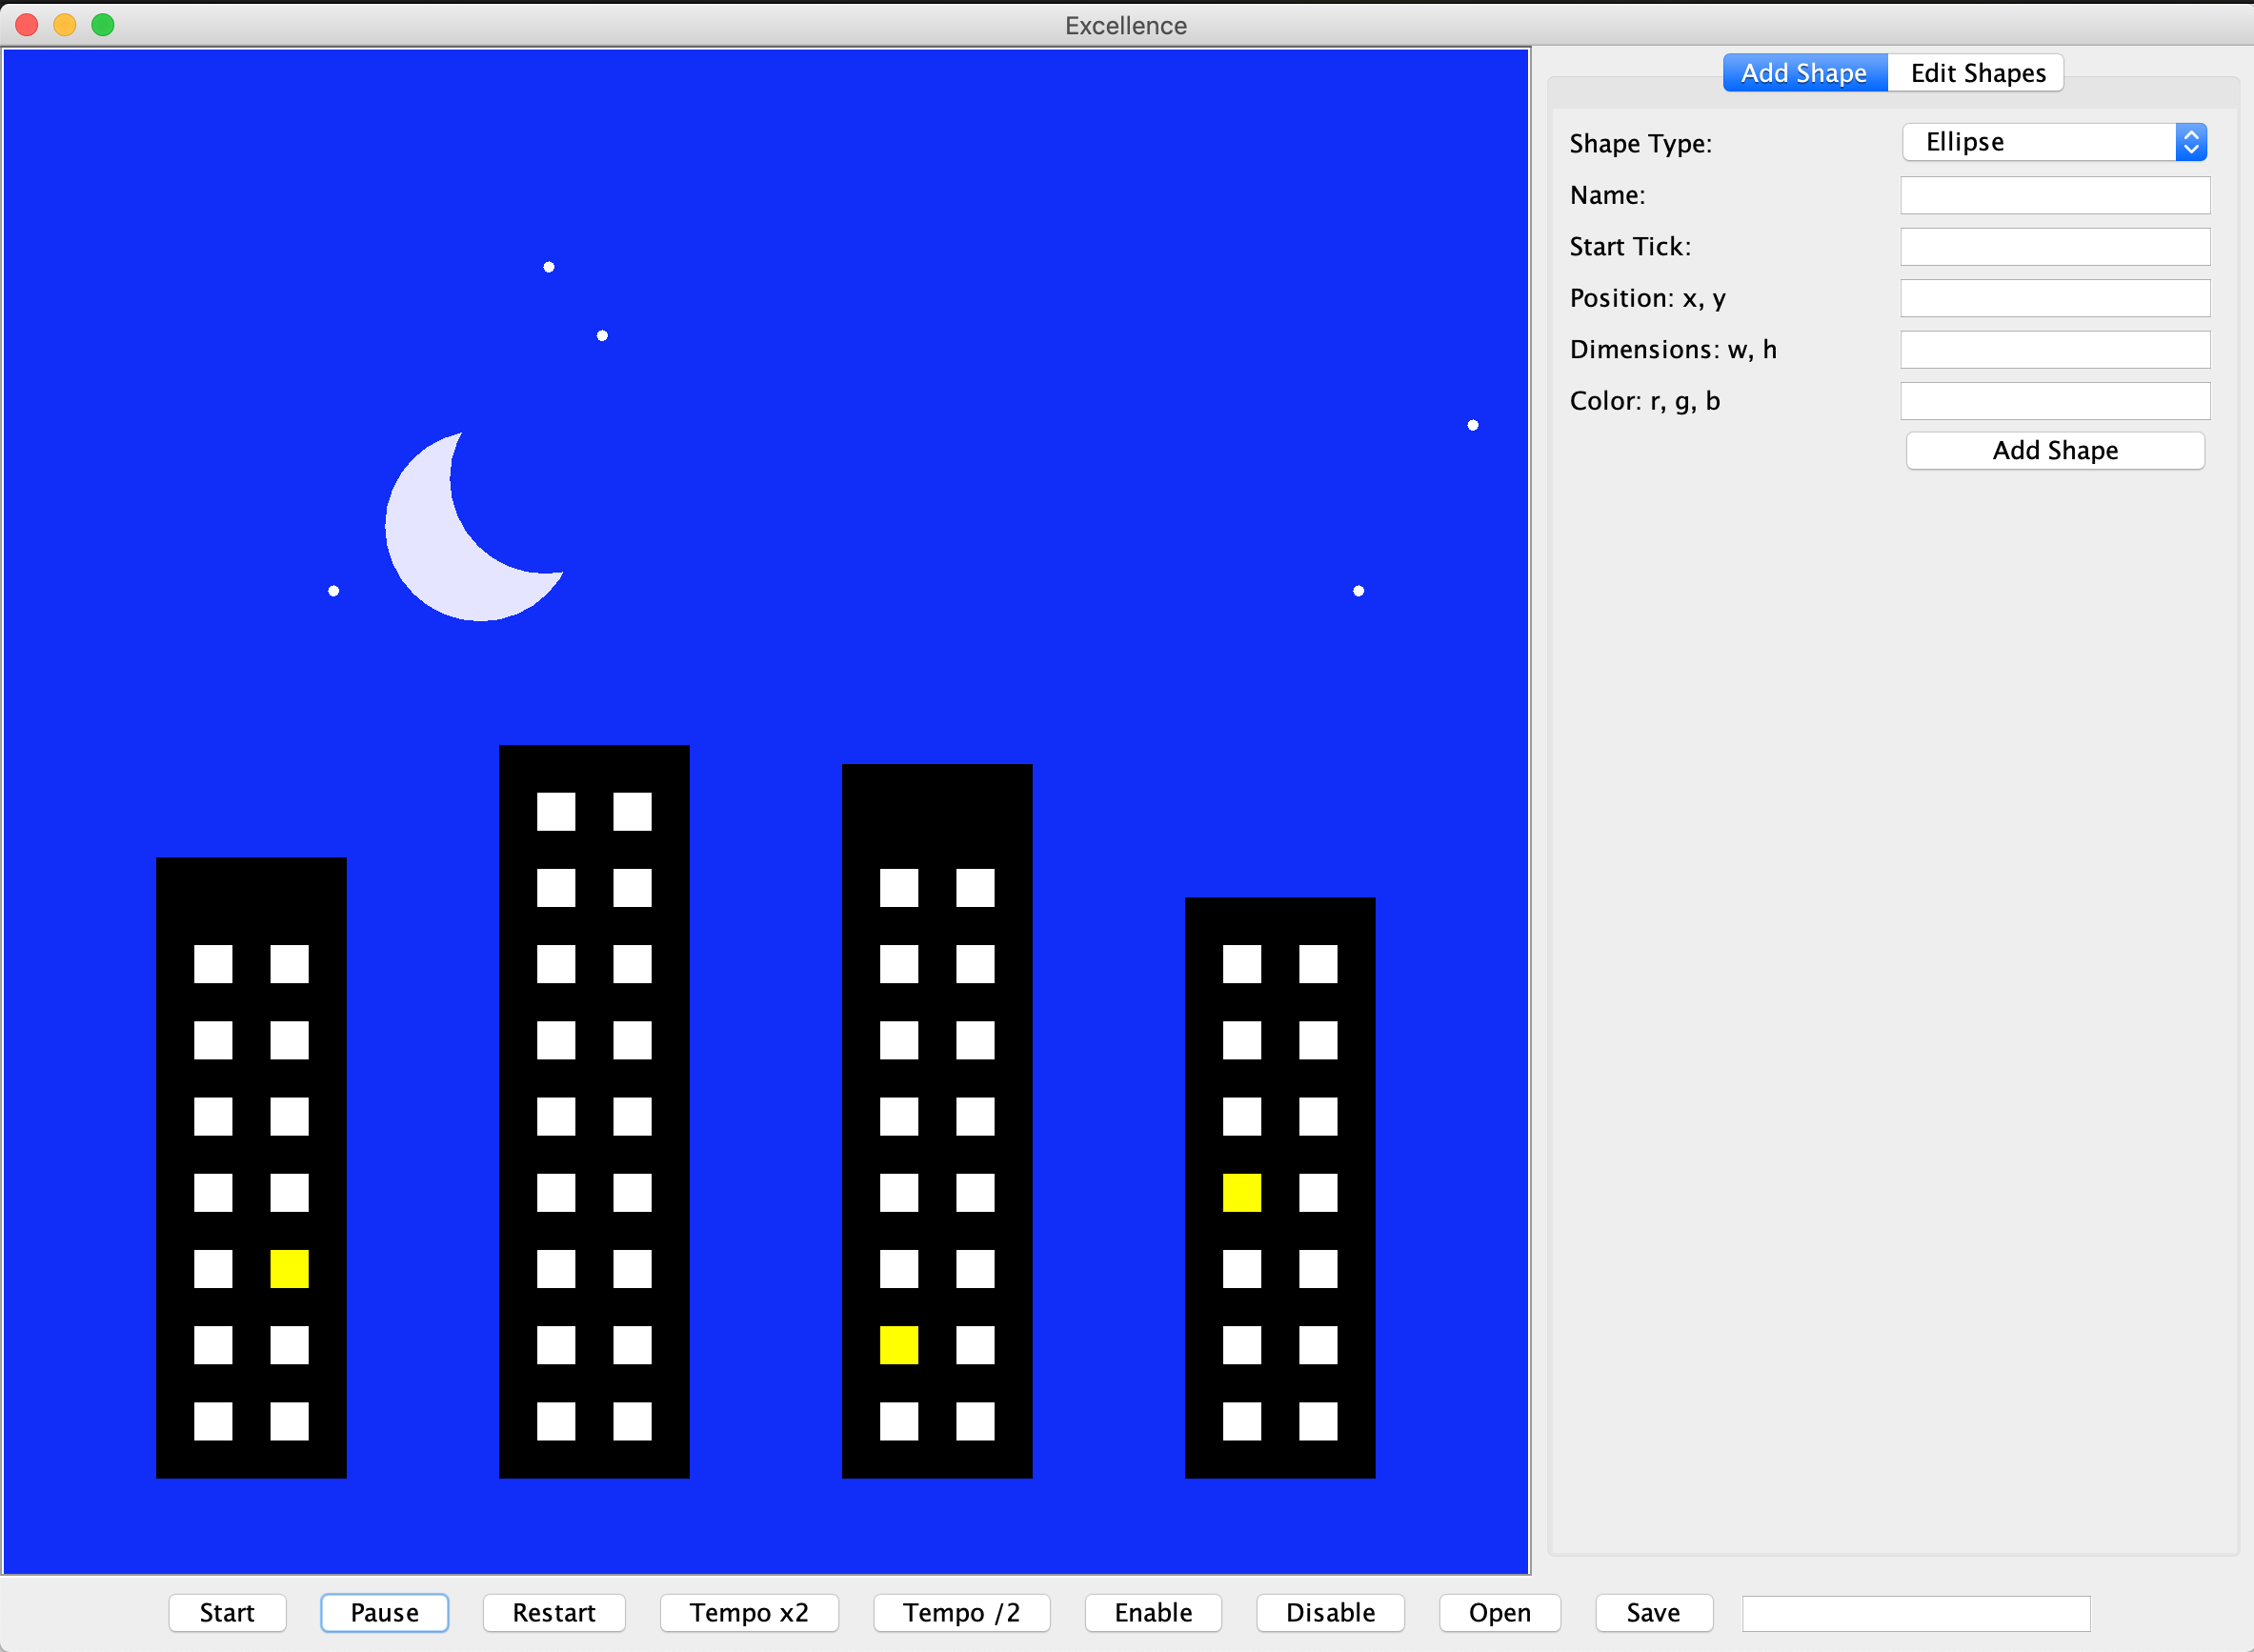 Excellence
Add Shape Edit Shapes
Shape Type: Ellipse
Name:
Start Tick:
Position: x, y
Dimensions: w, h
Color: r, g, b
Add Shape
Start Pause Restart Tempo x2 Tempo /2 Enable Disable Open Save